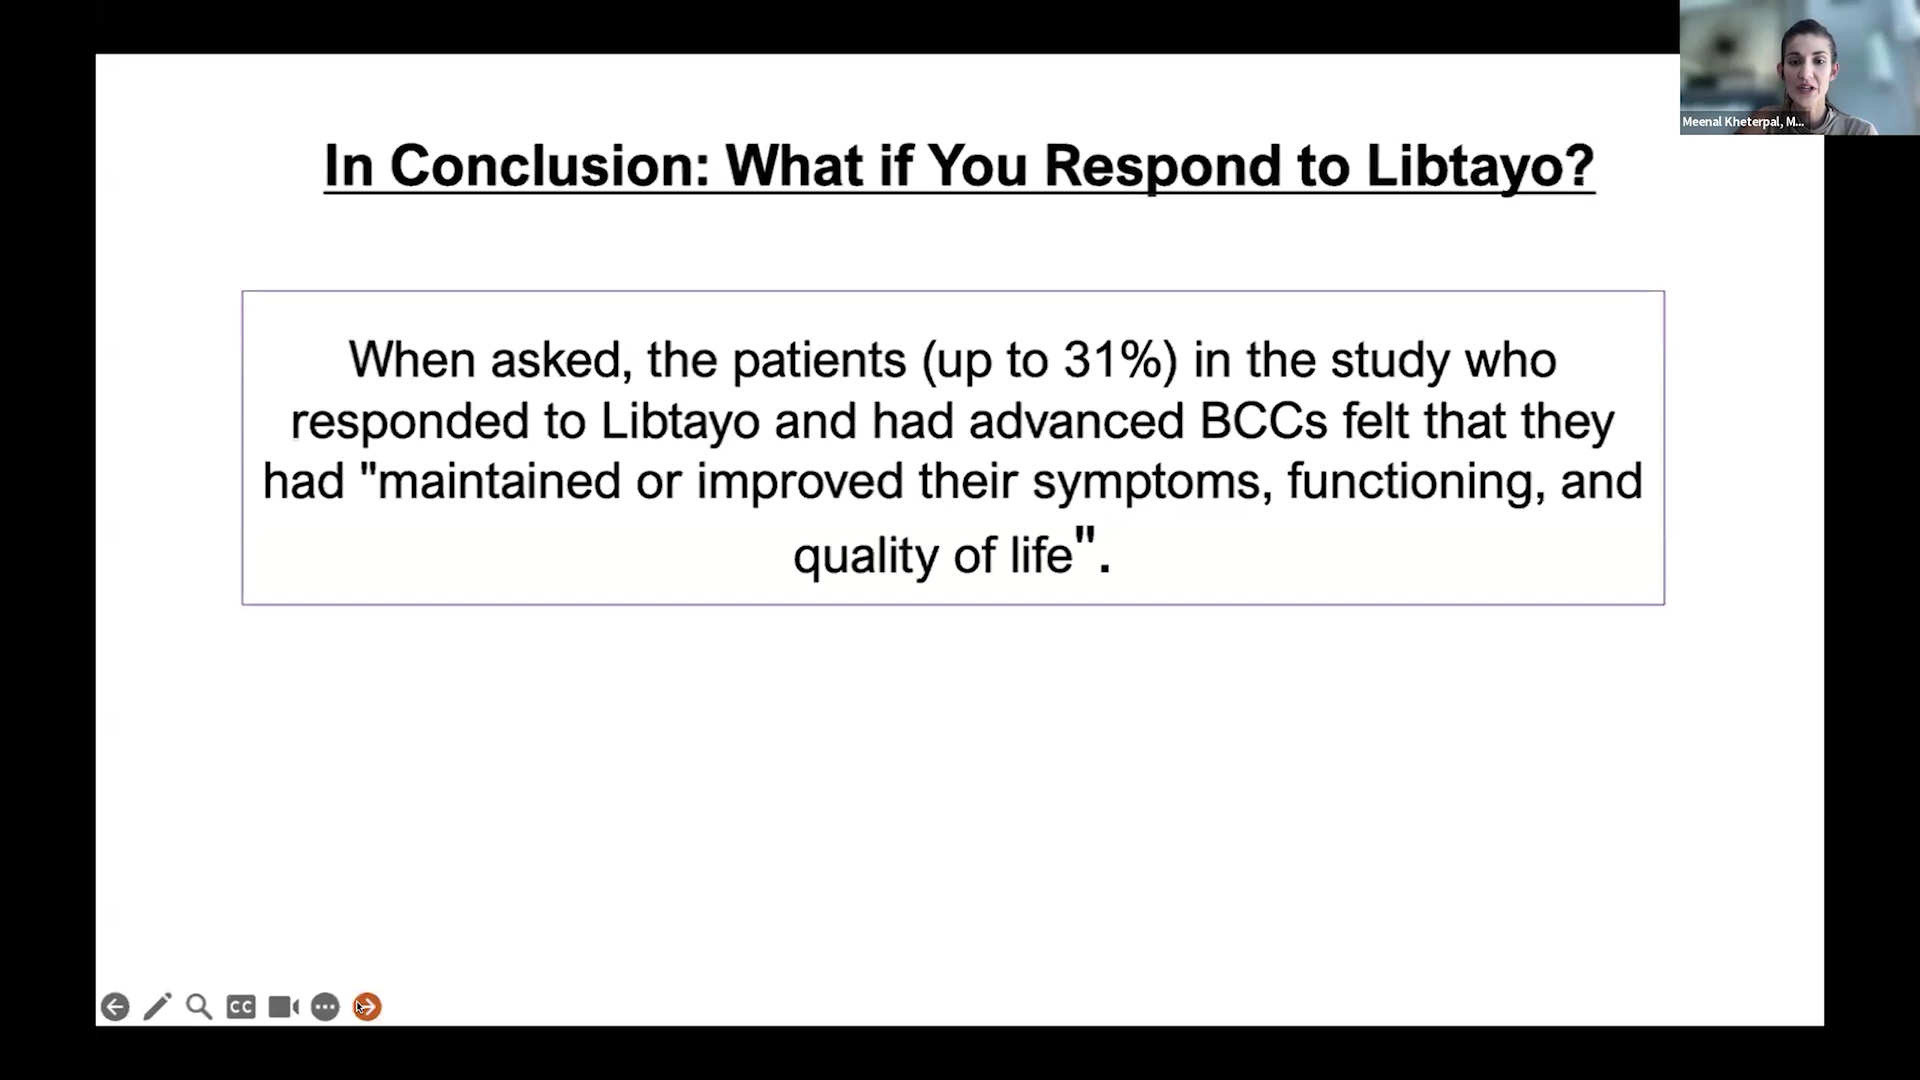 In Conclusion: What if You Respond to Libtayo?
When asked, the patients (up to 31%) in the study who
responded to Libtayo and had advanced BCCs felt that they
had "maintained or improved their symptoms, functioning, and
quality of life".
Meenal Kheterpal, M...
CC